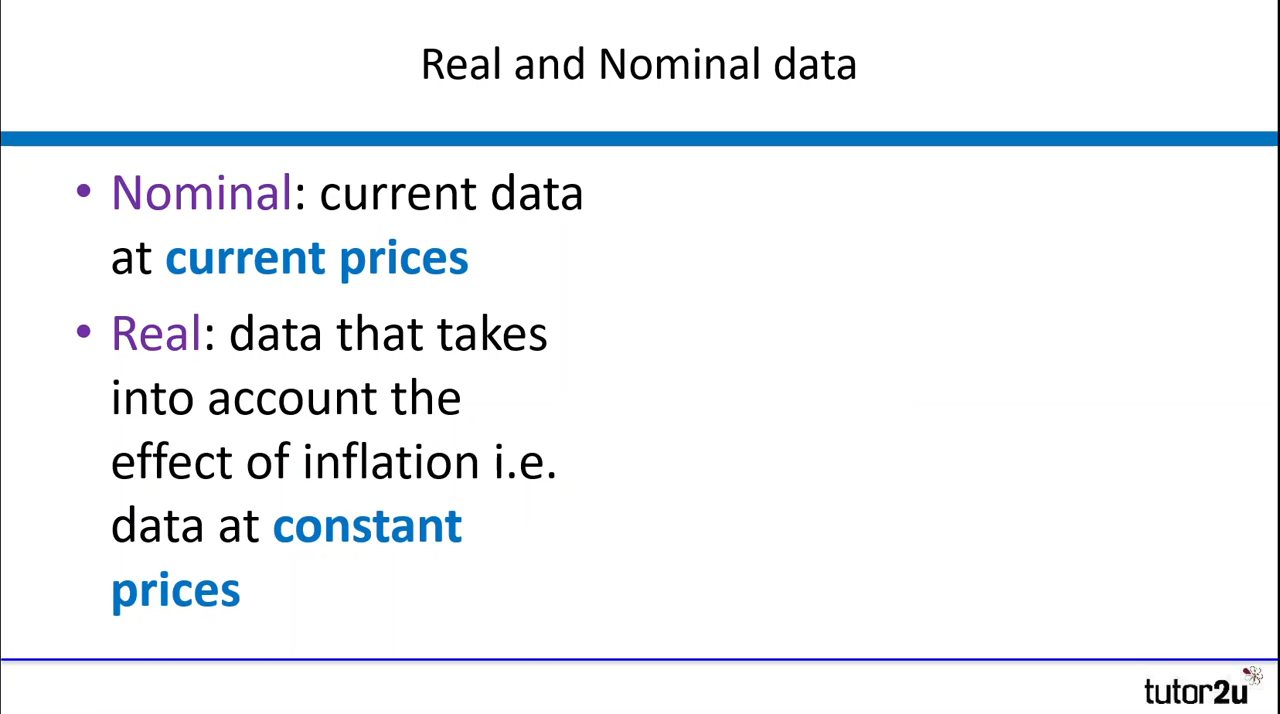 Real and Nominal data
• Nominal: current data
at current prices
• Real: data that takes
into account the
effect of inflation i.e.
data at constant
prices
tutor2u